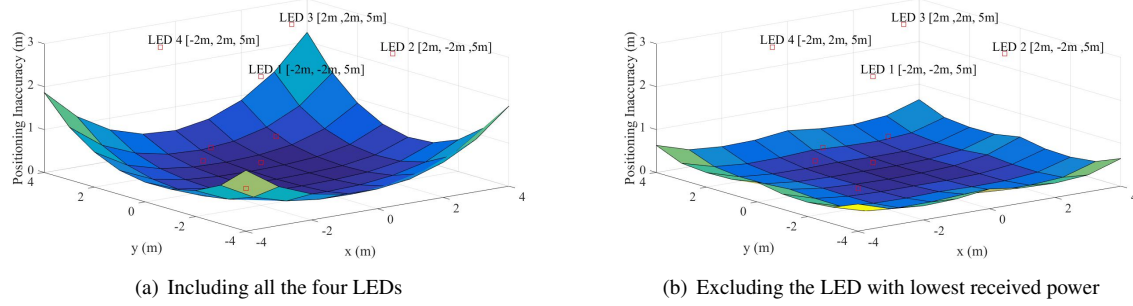 LED 3 [2m ,2m, 5m]
LED 4 [-2m, 2m, 5m]
LED 2 [2m, -2m ,5m]
LED 1 [-2m, -2m, 5m]
Positionning Inaccuracy (m)
3
2
1
0
4
2
0
-2
-4
y (m)
-4
-2
0
2
4
x (m)
(a) Including all the four LEDs
LED 3 [2m ,2m, 5m]
LED 4 [-2m, 2m, 5m]
LED 2 [2m, -2m ,5m]
LED 1 [-2m, -2m, 5m]
Positionning Inaccuracy (m)
3
2
1
0
4
2
0
-2
-4
y (m)
-4
-2
0
2
4
x (m)
(b) Excluding the LED with lowest received power